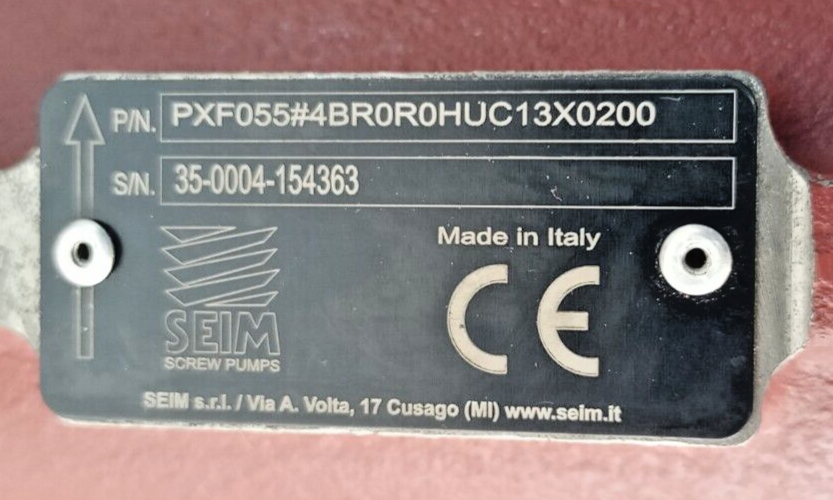 P/N. PXF055#4BR0R0HUC13X0200
S/N. 35-0004-154363
Made in Italy
CE
SEIM
SCREW PUMPS
SEIM s.r.l. / Via A. Volta, 17 Cusago (MI) www.seim.it